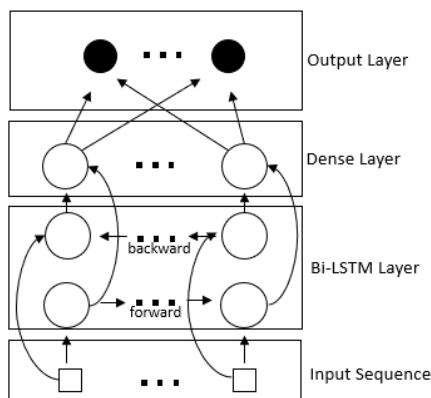 Output Layer
Dense Layer
backward
Bi-LSTM Layer
forward
Input Sequence